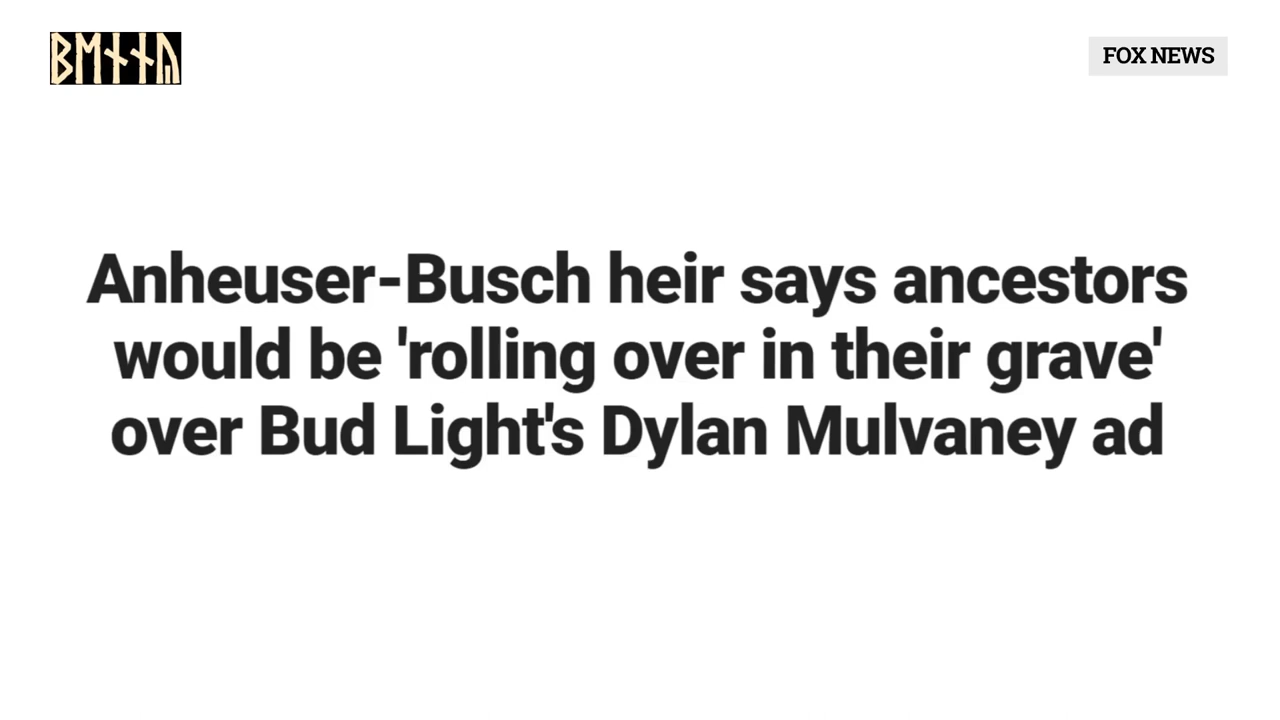 FOX NEWS
Anheuser-Busch heir says ancestors
would be 'rolling over in their grave'
over Bud Light's Dylan Mulvaney ad